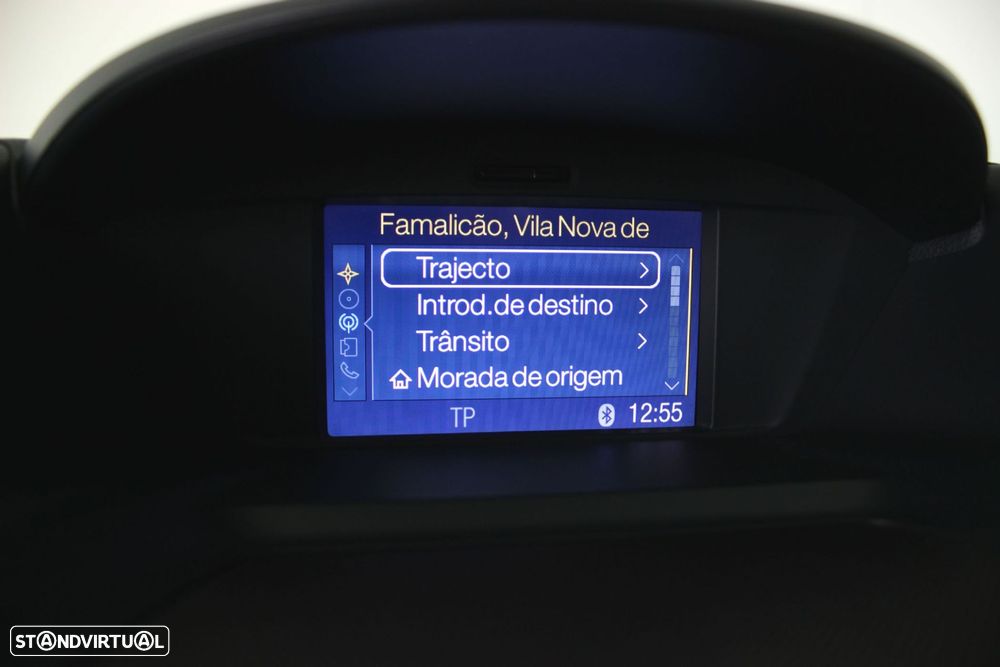 Famalicão, Vila Nova de
Trajecto
Introd.de destino
Trânsito
Morada de origem
TP 12:55
STANDVIRTUAL